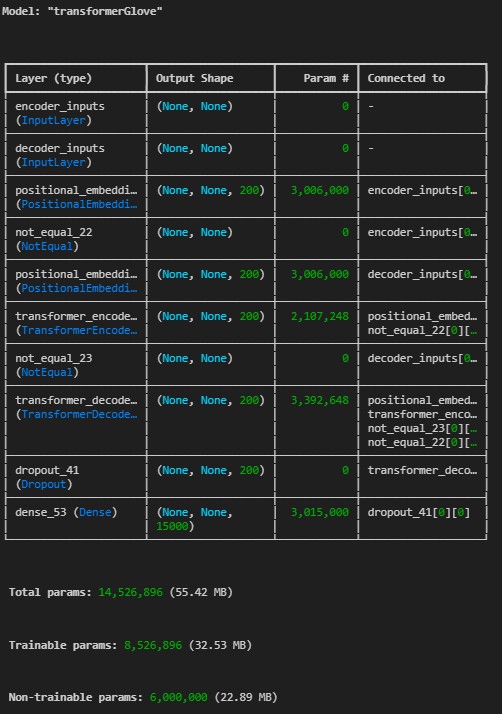 Model: "transformerGlove"
Layer (type) Output Shape Param # Connected to
encoder_inputs (None, None) 0 -
(InputLayer)
decoder_inputs (None, None) 0 -
(InputLayer)
positional_embeddi… (None, None, 200) 3,006,000 encoder_inputs[0…
(PositionalEmbeddi…
not_equal_22 (None, None) 0 encoder_inputs[0…
(NotEqual)
positional_embeddi… (None, None, 200) 3,006,000 decoder_inputs[0…
(PositionalEmbeddi…
transformer_encode… (None, None, 200) 2,107,248 positional_embed…
(TransformerEncode… not_equal_22[0][…
not_equal_23 (None, None) 0 decoder_inputs[0…
(NotEqual)
transformer_decode… (None, None, 200) 3,392,648 positional_embed…
(TransformerDecode… transformer_enco…
not_equal_23[0][…
not_equal_22[0][…
dropout_41 (None, None, 200) 0 transformer_deco…
(Dropout)
dense_53 (Dense) (None, None, 3,015,000 dropout_41[0][0]
15000)
Total params: 14,526,896 (55.42 MB)
Trainable params: 8,526,896 (32.53 MB)
Non-trainable params: 6,000,000 (22.89 MB)